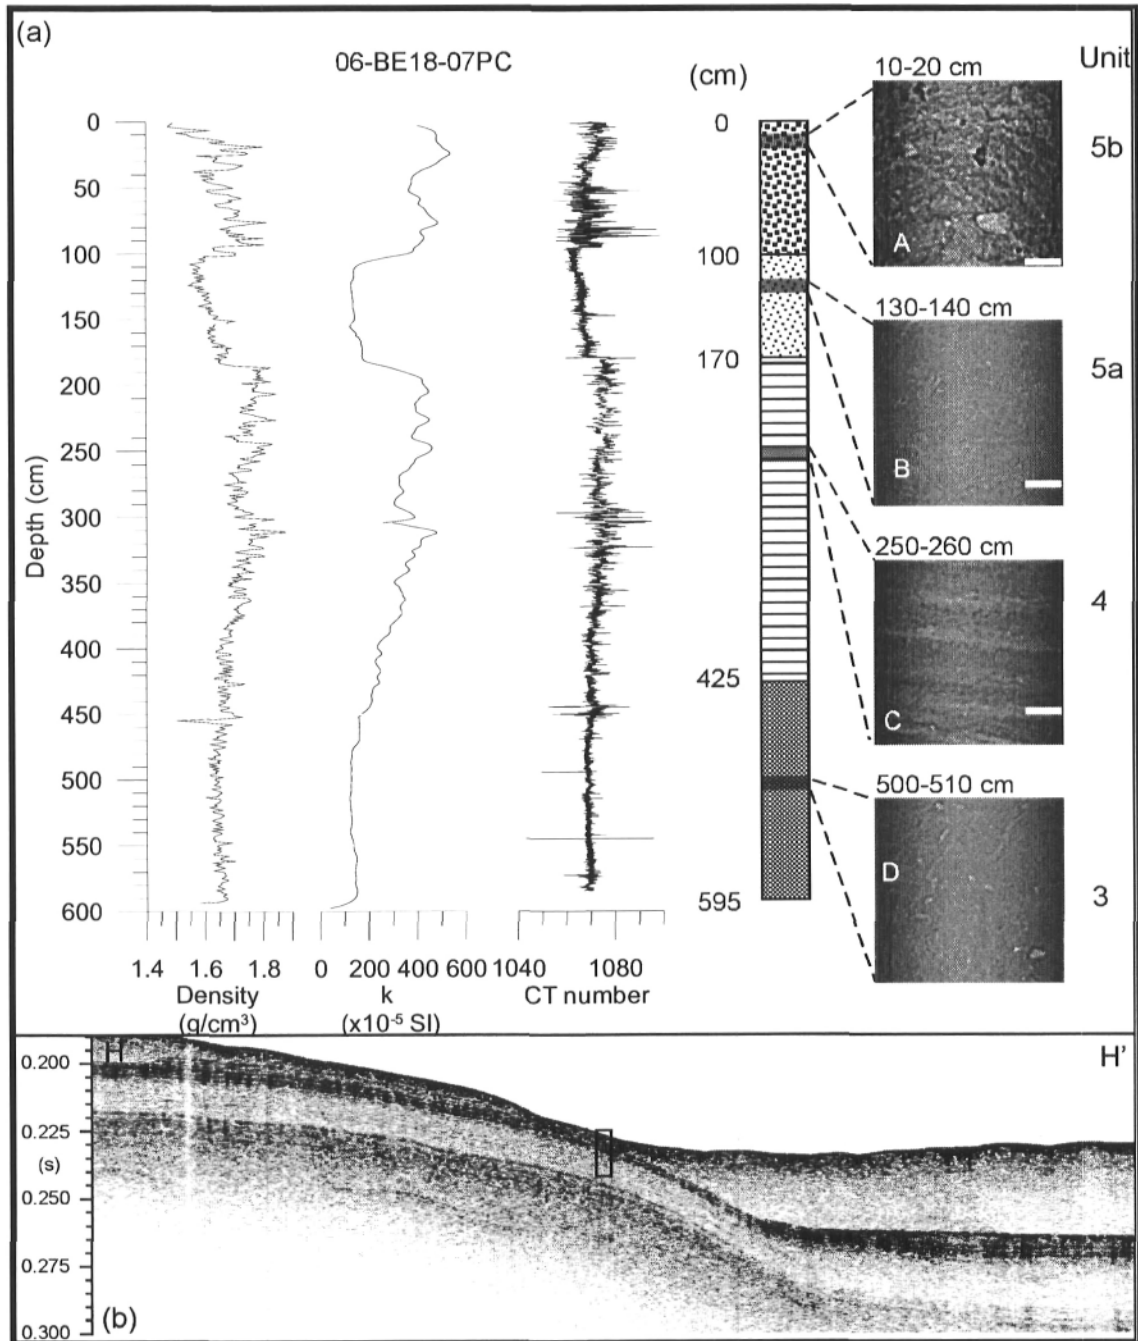 (a)
06-BE18-07PC
(cm)
Unit
10-20 cm
0
50
100
150
200
250
300
350
400
450
500
550
600
Depth (cm)
1.4 1.6 1.8
Density
(g/cm³)
0 200 400 600
k
(x10⁻⁵ SI)
1040 1080
CT number
0
100
170
425
595
A
5b
130-140 cm
B
5a
250-260 cm
C
4
500-510 cm
D
3
H
H'
0.200
0.225
(s)
0.250
0.275
0.300
(b)